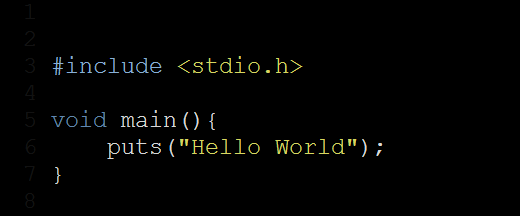 1
2
3 #include <stdio.h>
4
5 void main(){
6     puts("Hello World");
7 }
8